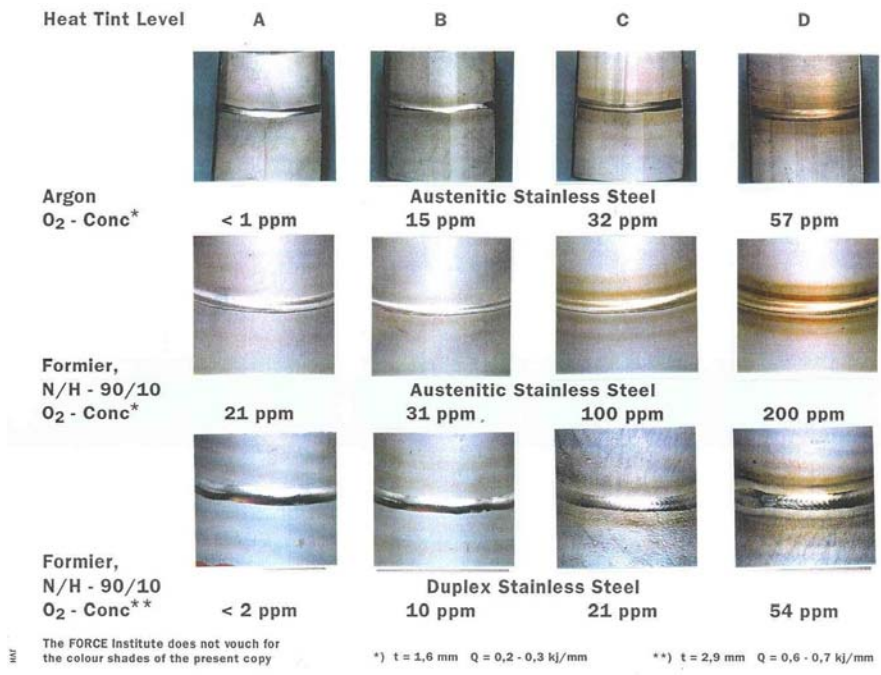 Heat Tint Level A B C D
Argon Austenitic Stainless Steel
O₂ - Conc* < 1 ppm 15 ppm 32 ppm 57 ppm
Formier,
N/H - 90/10 Austenitic Stainless Steel
O₂ - Conc* 21 ppm 31 ppm 100 ppm 200 ppm
Formier,
N/H - 90/10 Duplex Stainless Steel
O₂ - Conc** < 2 ppm 10 ppm 21 ppm 54 ppm
The FORCE Institute does not vouch for
the colour shades of the present copy
*) t = 1,6 mm Q = 0,2 - 0,3 kj/mm **) t = 2,9 mm Q = 0,6 - 0,7 kj/mm